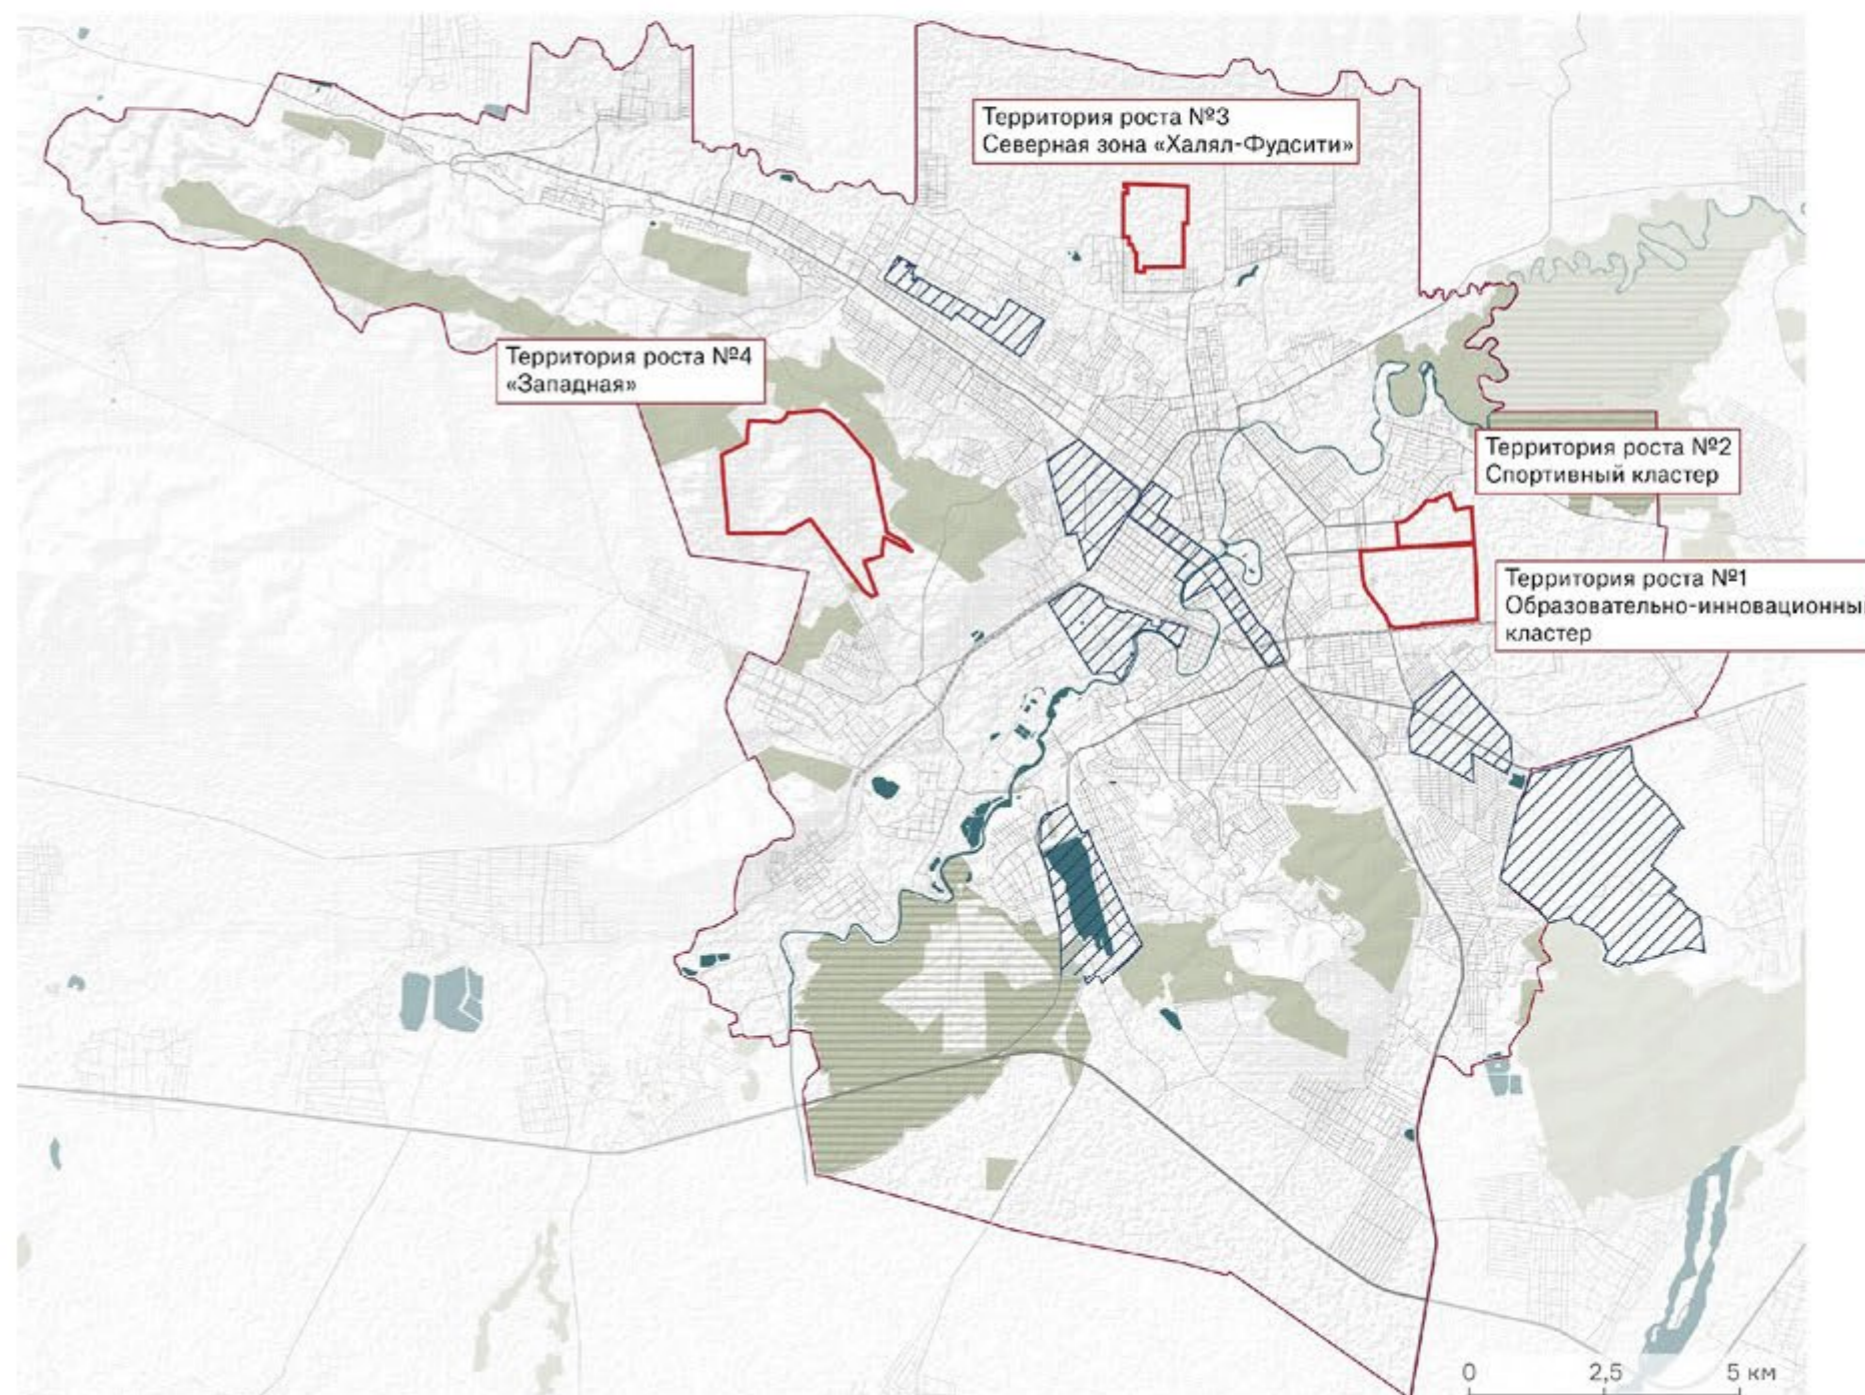 Территория роста №3
Северная зона «Халял-Фудсити»
Территория роста №4
«Западная»
Территория роста №2
Спортивный кластер
Территория роста №1
Образовательно-инновационны
кластер
0 2,5 5 км